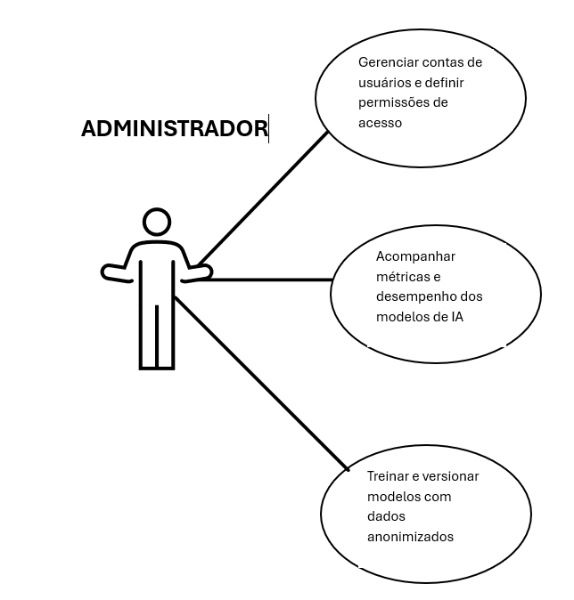 Gerenciar contas de
usuários e definir
permissões de
acesso
ADMINISTRADOR
Acompanhar
métricas e
desempenho dos
modelos de IA
Treinar e versionar
modelos com
dados
anonimizados